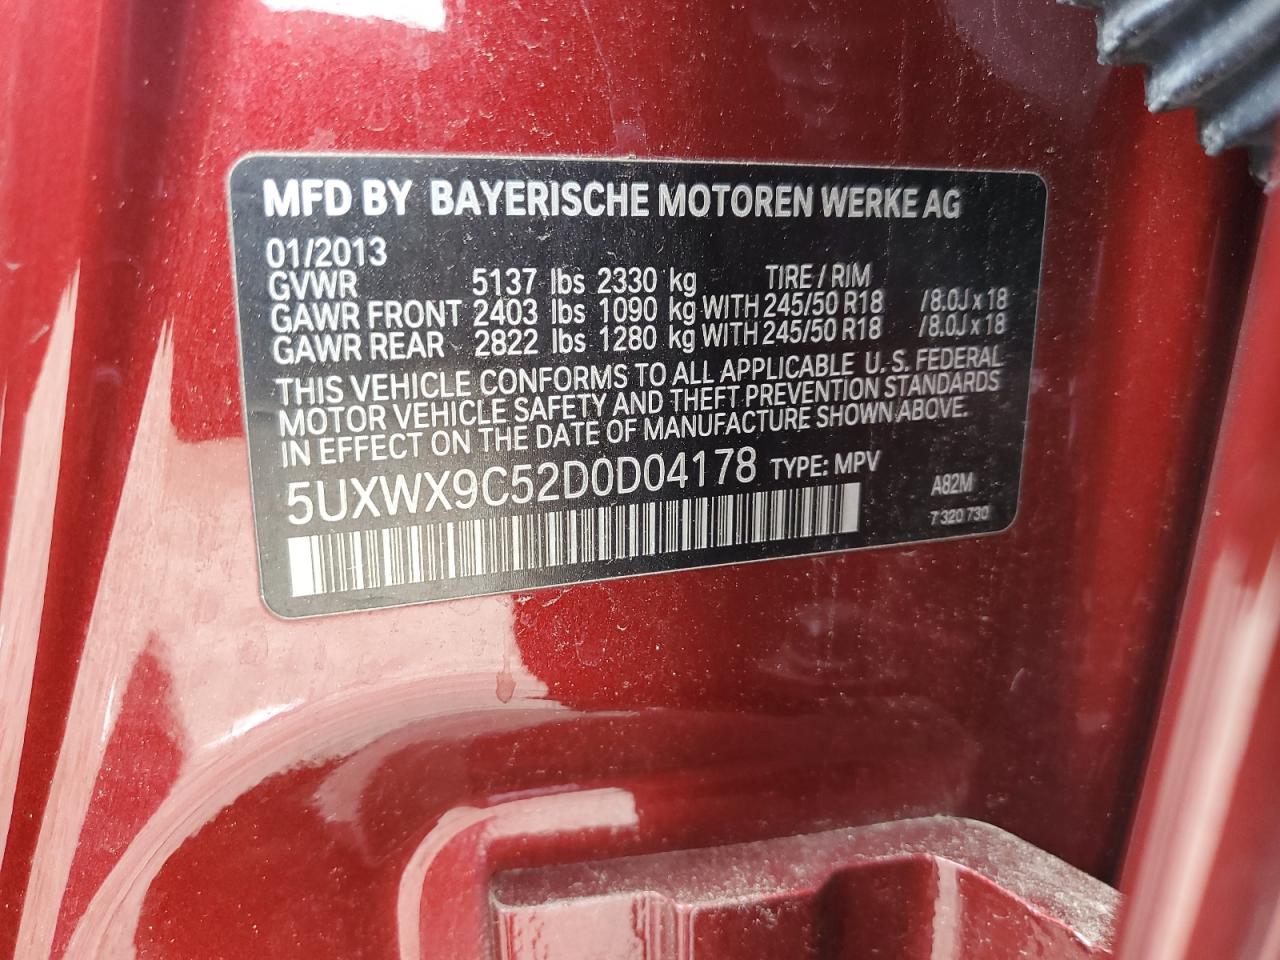 MFD BY BAYERISCHE MOTOREN WERKE AG
01/2013
GVWR 5137 lbs 2330 kg TIRE / RIM
GAWR FRONT 2403 lbs 1090 kg WITH 245/50 R18 /8.0J x 18
GAWR REAR 2822 lbs 1280 kg WITH 245/50 R18 /8.0J x 18
THIS VEHICLE CONFORMS TO ALL APPLICABLE U.S. FEDERAL
MOTOR VEHICLE SAFETY AND THEFT PREVENTION STANDARDS
IN EFFECT ON THE DATE OF MANUFACTURE SHOWN ABOVE.
5UXWX9C52D0D04178 TYPE: MPV
A82M
7 320 730